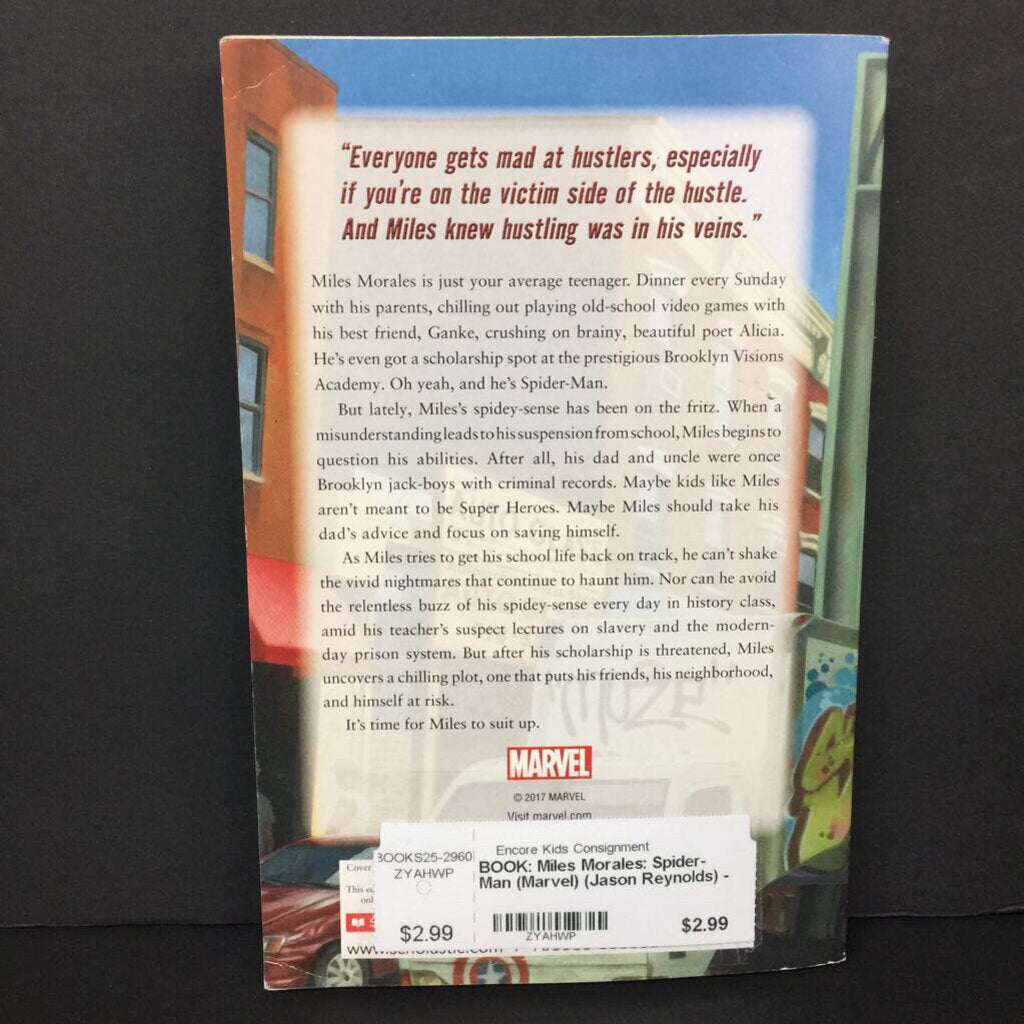 “Everyone gets mad at hustlers, especially
if you’re on the victim side of the hustle.
And Miles knew hustling was in his veins.”
Miles Morales is just your average teenager. Dinner every Sunday
with his parents, chilling out playing old-school video games with
his best friend, Ganke, crushing on brainy, beautiful poet Alicia.
He’s even got a scholarship spot at the prestigious Brooklyn Visions
Academy. Oh yeah, and he’s Spider-Man.
But lately, Miles’s spidey-sense has been on the fritz. When a
misunderstanding leads to his suspension from school, Miles begins to
question his abilities. After all, his dad and uncle were once
Brooklyn jack-boys with criminal records. Maybe kids like Miles
aren’t meant to be Super Heroes. Maybe Miles should take his
dad’s advice and focus on saving himself.
As Miles tries to get his school life back on track, he can’t shake
the vivid nightmares that continue to haunt him. Nor can he avoid
the relentless buzz of his spidey-sense every day in history class,
amid his teacher’s suspect lectures on slavery and the modern-
day prison system. But after his scholarship is threatened, Miles
uncovers a chilling plot, one that puts his friends, his neighborhood,
and himself at risk.
It’s time for Miles to suit up.
MARVEL
© 2017 MARVEL
Visit marvel.com
BOOKS25-2960
ZYAHWP
$2.99
Encore Kids Consignment
BOOK: Miles Morales: Spider-
Man (Marvel) (Jason Reynolds) -
ZYAHWP
$2.99
Cover
This
www.scholastic.com